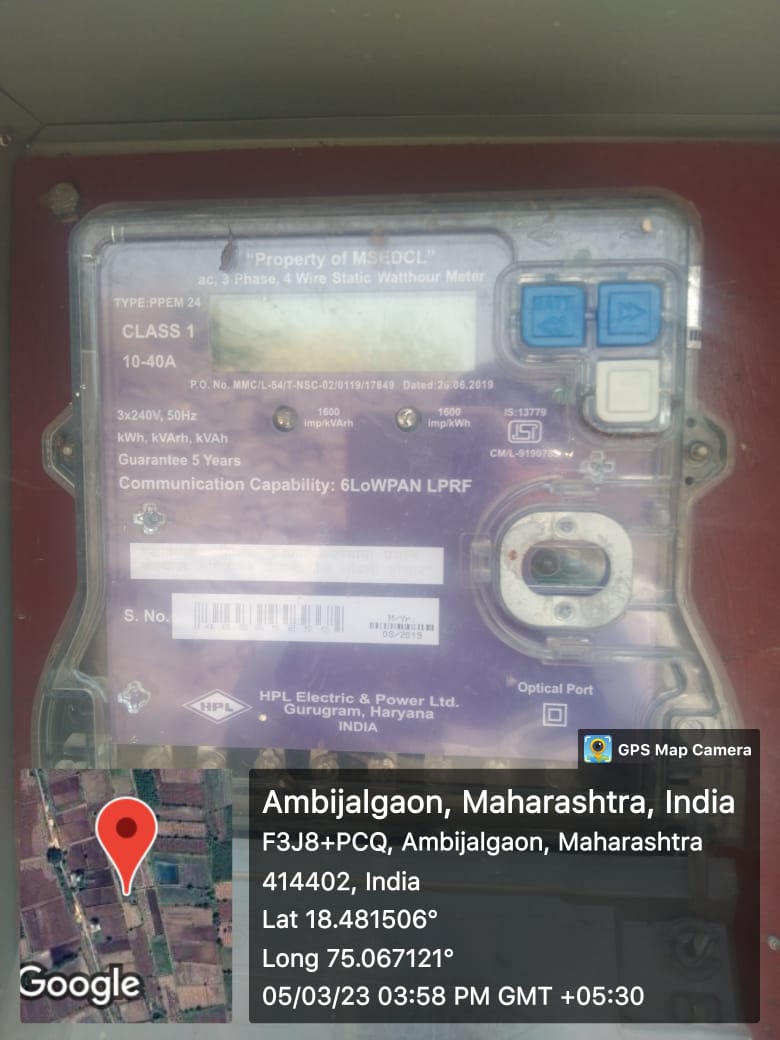 "Property of MSEDCL"
ac, 3 Phase, 4 Wire Static Watthour Meter
TYPE:PPEM 24
CLASS 1
10-40A
P.O. No. MMC/L-54/T-NSC-02/0119/17849 Dated:26.06.2019
3x240V, 50Hz
1600
imp/kVArh
1600
imp/kWh
IS:13779
ISI
kWh, kVArh, kVAh
Guarantee 5 Years
Communication Capability: 6LoWPAN LPRF
S. No.
M/Yr
08/2019
HPL
HPL Electric & Power Ltd.
Gurugram, Haryana
INDIA
Optical Port
GPS Map Camera
Ambijalgaon, Maharashtra, India
F3J8+PCQ, Ambijalgaon, Maharashtra
414402, India
Lat 18.481506°
Long 75.067121°
05/03/23 03:58 PM GMT +05:30
Google